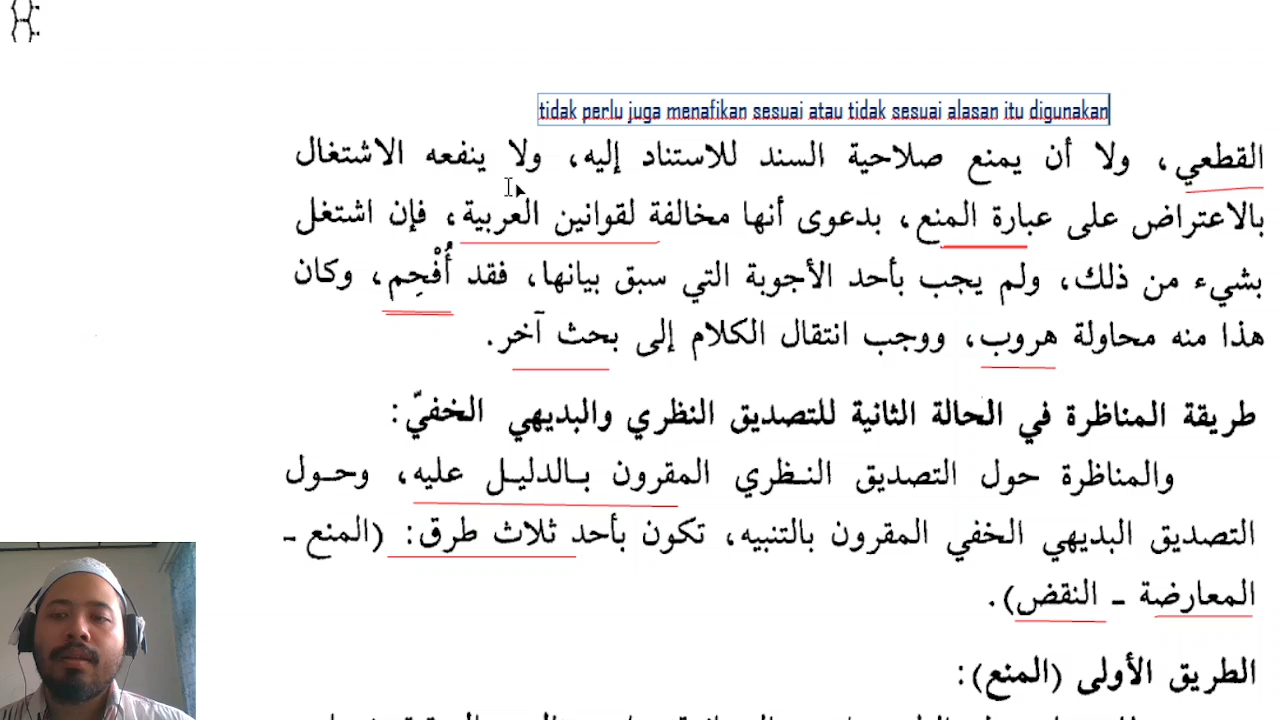 tidak perlu juga menafikan sesuai atau tidak sesuai alasan itu digunakan
القطعي، ولا أن يمنع صلاحية السند للاستناد إليه، ولا ينفعه الاشتغال
بالاعتراض على عبارة المنع، بدعوى أنها مخالفة لقوانين العربية، فإن اشتغل
بشيء من ذلك، ولم يجب بأحد الأجوبة التي سبق بيانها، فقد أُفْحِم، وكان
هذا منه محاولة هروب، ووجب انتقال الكلام إلى بحث آخر.
طريقة المناظرة في الحالة الثانية للتصديق النظري والبديهي الخفيّ:
والمناظرة حول التصديق النـظري المقرون بـالدليـل عليه، وحـول
التصديق البديهي الخفي المقرون بالتنبيه، تكون بأحد ثلاث طرق: (المنع ـ
المعارضة ـ النقض).
الطريق الأولى (المنع):